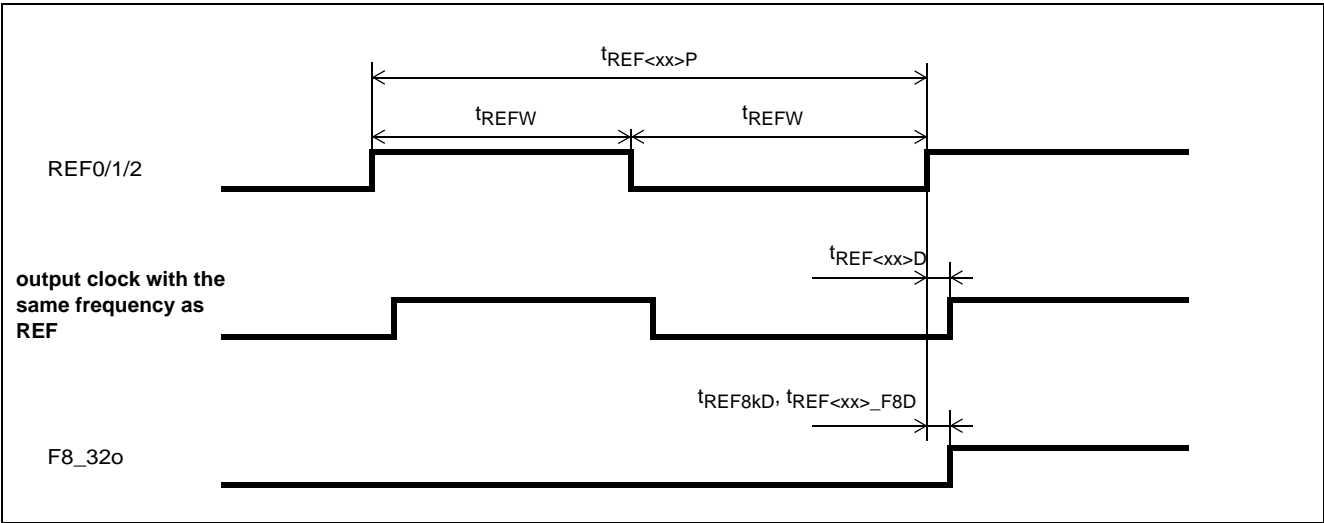 tREF<xx>P
tREFW tREFW
REF0/1/2
tREF<xx>D
output clock with the
same frequency as
REF
tREF8kD, tREF<xx>_F8D
F8_32o